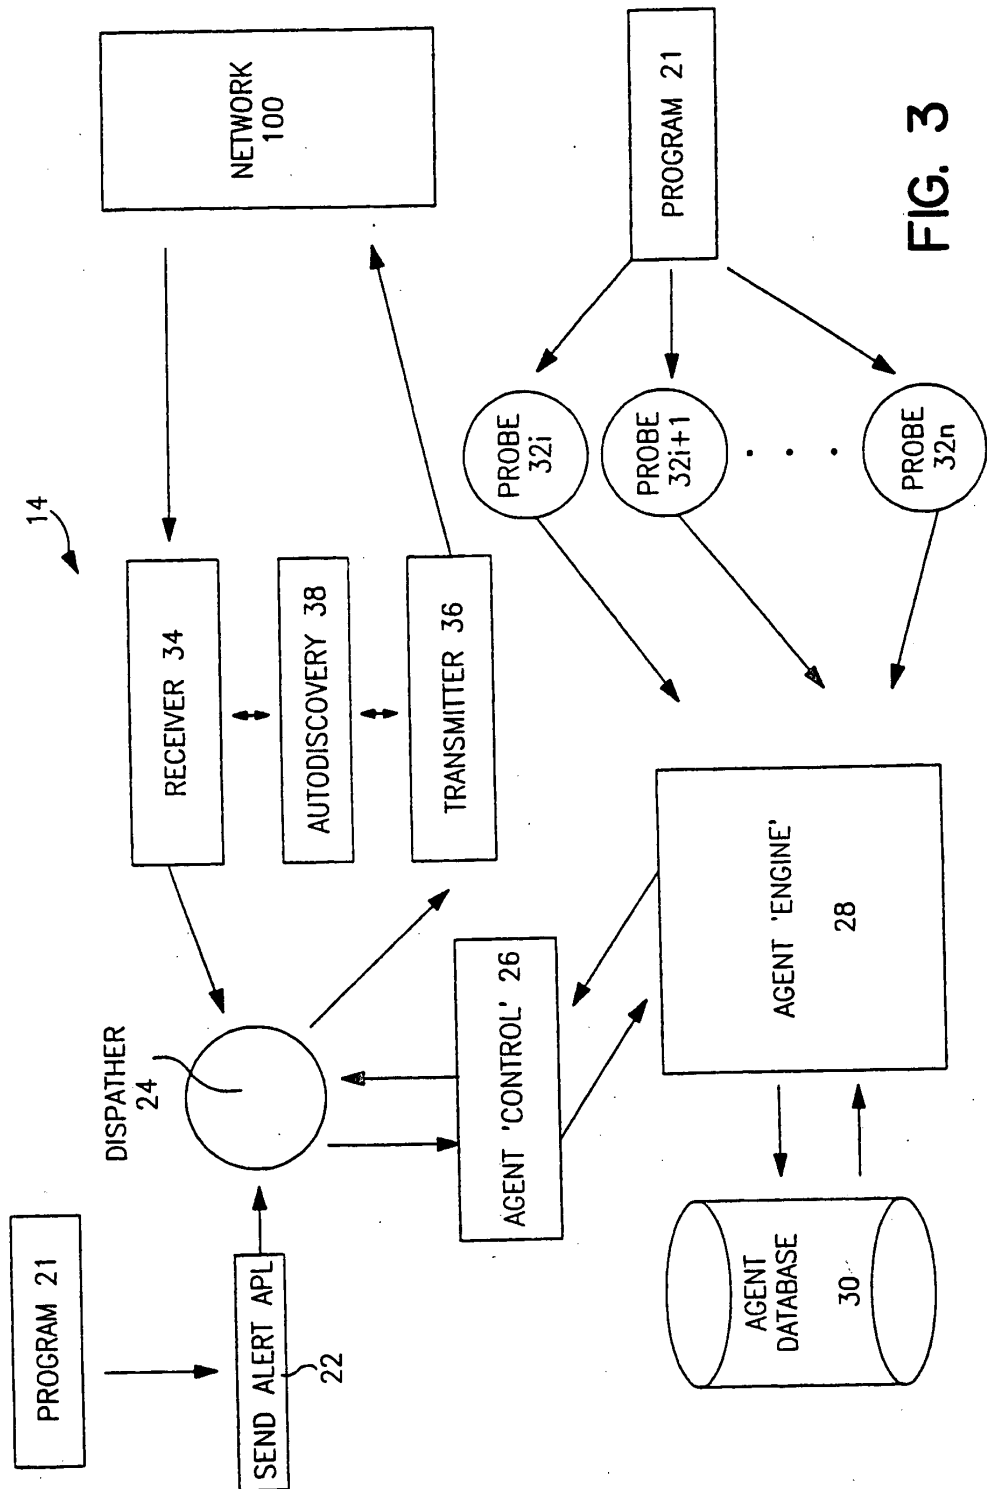 PROGRAM 21
SEND ALERT APL
22
DISPATHER
24
14
RECEIVER 34
AUTODISCOVERY 38
TRANSMITTER 36
NETWORK
100
AGENT 'CONTROL' 26
AGENT
DATABASE
30
AGENT 'ENGINE'
28
PROBE
32i
PROBE
32i+1
PROBE
32n
PROGRAM 21
FIG. 3